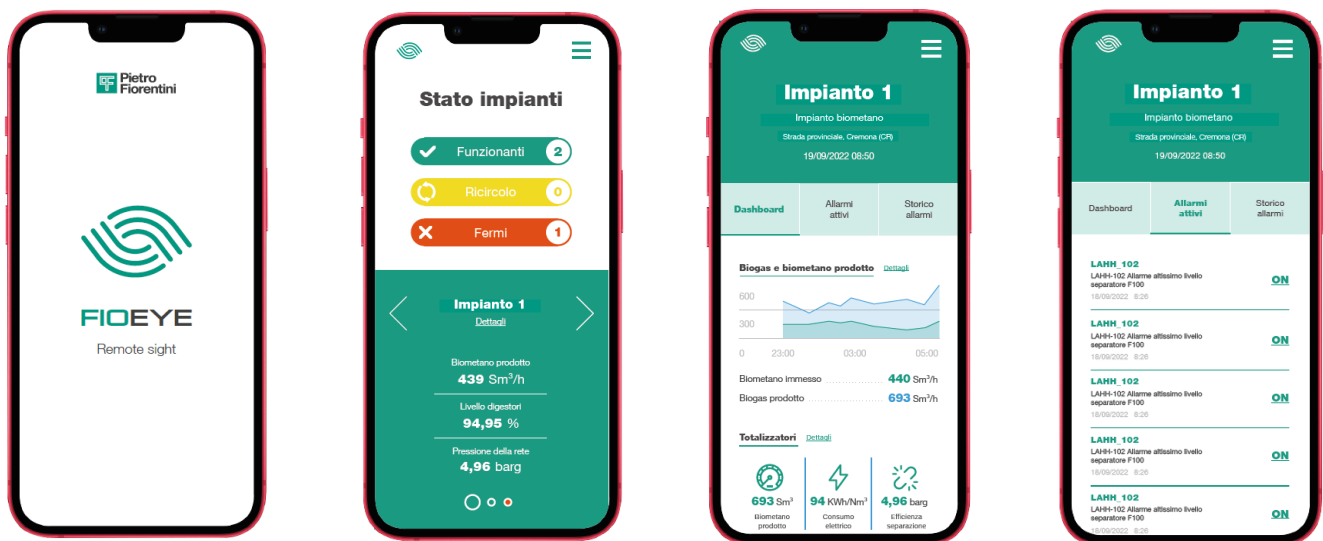 Pietro
Fiorentini
FIOEYE
Remote sight
Stato impianti
Funzionanti 2
Ricircolo 0
Fermi 1
Impianto 1
Dettagli
Biometano prodotto
439 Sm³/h
Livello digestori
94,95 %
Pressione della rete
4,96 barg
Impianto 1
Impianto biometano
Strada provinciale, Cremona (CR)
19/09/2022 08:50
Dashboard
Allarmi
attivi
Storico
allarmi
Biogas e biometano prodotto Dettagli
600
300
0 23:00 03:00 05:00
Biometano immesso 440 Sm³/h
Biogas prodotto 693 Sm³/h
Totalizzatori Dettagli
693 Sm³
Biometano
prodotto
94 KWh/Nm³
Consumo
elettrico
4,96 barg
Efficienza
separazione
Impianto 1
Impianto biometano
Strada provinciale, Cremona (CR)
19/09/2022 08:50
Dashboard
Allarmi
attivi
Storico
allarmi
LAHH_102
LAHH-102 Allarme altissimo livello
separatore F100
18/09/2022 8:26
ON
LAHH_102
LAHH-102 Allarme altissimo livello
separatore F100
18/09/2022 8:26
ON
LAHH_102
LAHH-102 Allarme altissimo livello
separatore F100
18/09/2022 8:26
ON
LAHH_102
LAHH-102 Allarme altissimo livello
separatore F100
18/09/2022 8:26
ON
LAHH_102
LAHH-102 Allarme altissimo livello
separatore F100
18/09/2022 8:26
ON